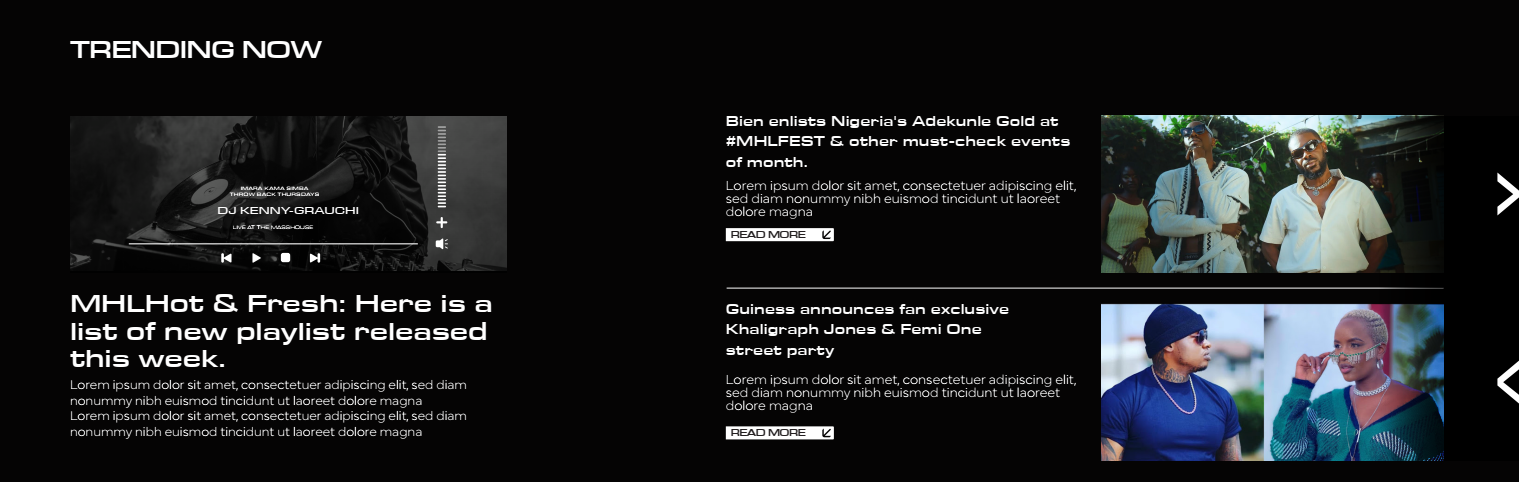 TRENDING NOW
IMARA KAMA SIMBA
THROW BACK THURSDAYS
DJ KENNY-GRAUCHI
LIVE AT THE MASSHOUSE
MHLHot & Fresh: Here is a
list of new playlist released
this week.
Lorem ipsum dolor sit amet, consectetuer adipiscing elit, sed diam
nonummy nibh euismod tincidunt ut laoreet dolore magna
Lorem ipsum dolor sit amet, consectetuer adipiscing elit, sed diam
nonummy nibh euismod tincidunt ut laoreet dolore magna
Bien enlists Nigeria's Adekunle Gold at
#MHLFEST & other must-check events
of month.
Lorem ipsum dolor sit amet, consectetuer adipiscing elit,
sed diam nonummy nibh euismod tincidunt ut laoreet
dolore magna
READ MORE
Guiness announces fan exclusive
Khaligraph Jones & Femi One
street party
Lorem ipsum dolor sit amet, consectetuer adipiscing elit,
sed diam nonummy nibh euismod tincidunt ut laoreet
dolore magna
READ MORE